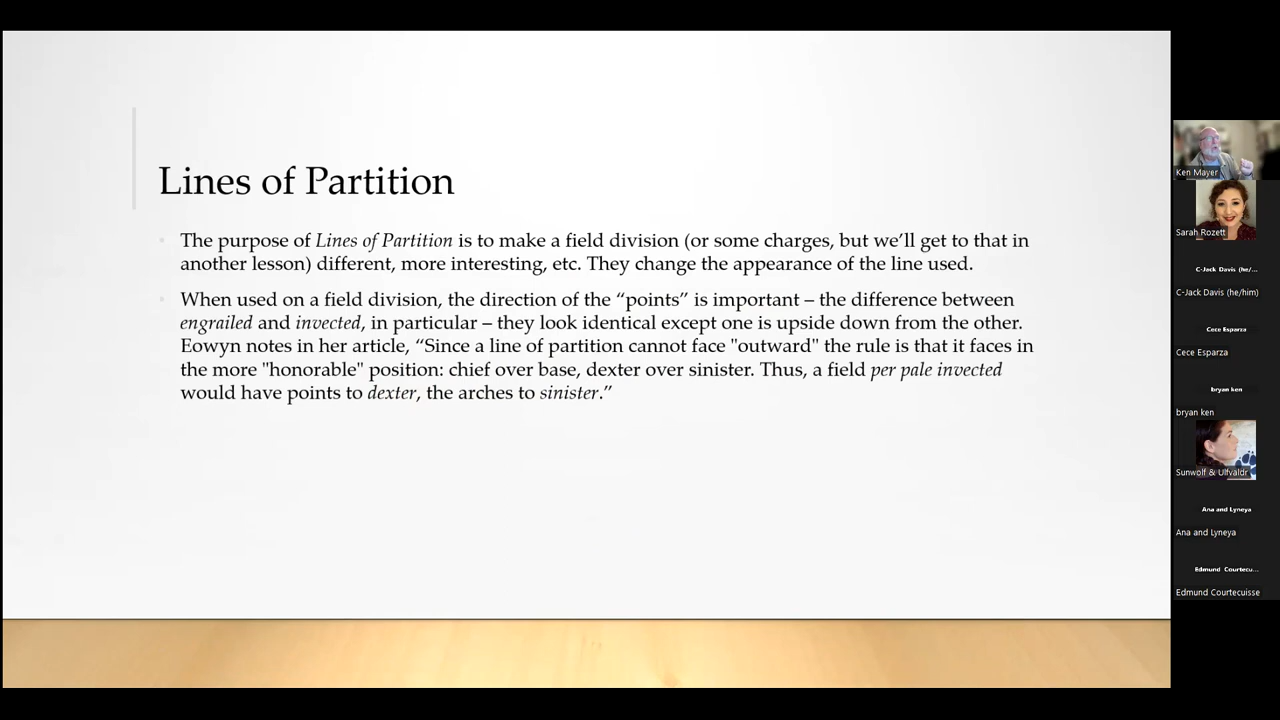 Lines of Partition
The purpose of Lines of Partition is to make a field division (or some charges, but we’ll get to that in
another lesson) different, more interesting, etc. They change the appearance of the line used.
When used on a field division, the direction of the “points” is important – the difference between
engrailed and invected, in particular – they look identical except one is upside down from the other.
Eowyn notes in her article, “Since a line of partition cannot face "outward" the rule is that it faces in
the more "honorable" position: chief over base, dexter over sinister. Thus, a field per pale invected
would have points to dexter, the arches to sinister.”
Ken Mayer
Sarah Rozett
C-Jack Davis (he/...
C-Jack Davis (he/him)
Cece Esparza
Cece Esparza
bryan ken
bryan ken
Sunwolf & Ulfvaldr
Ana and Lyneya
Ana and Lyneya
Edmund Courtecu...
Edmund Courtecuisse